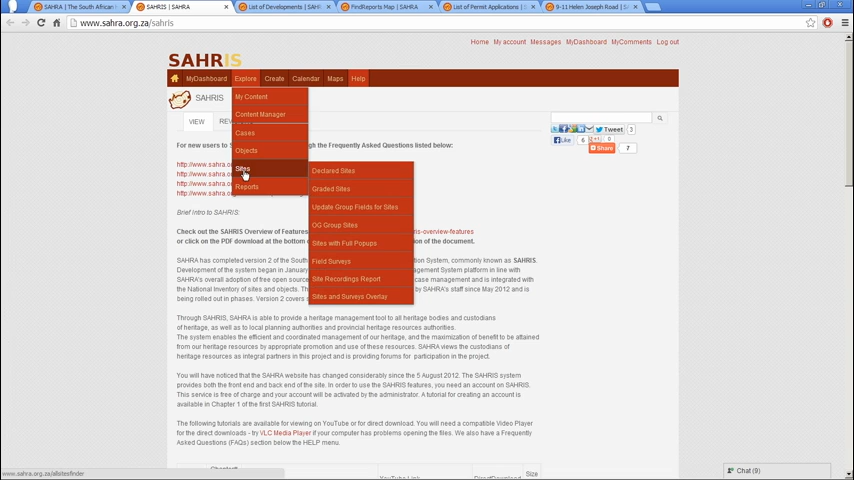 SAHRA | The South African
SAHRIS | SAHRA
List of Developments | SAHR
FindReports Map | SAHRA
List of Permit Applications |
9-11 Helen Joseph Road | S
www.sahra.org.za/sahris
Home My account Messages MyDashboard MyComments Log out
SAHRIS
MyDashboard Explore Create Calendar Maps Help
SAHRIS
My Content
Content Manager
Cases
Objects
Sites
Reports
Declared Sites
Graded Sites
Update Group Fields for Sites
OG Group Sites
Sites with Full Popups
Field Surveys
Site Recordings Report
Sites and Surveys Overlay
VIEW
Tweet 3
Like 6 0
Share 7
For new users to through the Frequently Asked Questions listed below:
http://www.sahra.o
http://www.sahra.or
http://www.sahra.or
http://www.sahra.or
Brief intro to SAHRIS:
Check out the SAHRIS Overview of Features ris-overview-features
or click on the PDF download at the bottom of the document.
SAHRA has completed version 2 of the South on System, commonly known as SAHRIS.
Development of the system began in January agement System platform in line with
SAHRA's overall adoption of free open source case management and is integrated with
the National Inventory of sites and objects. Th by SAHRA's staff since May 2012 and is
being rolled out in phases. Version 2 covers
Through SAHRIS, SAHRA is able to provide a heritage management tool to all heritage bodies and custodians
of heritage, as well as to local planning authorities and provincial heritage resources authorities.
The system enables the efficient and coordinated management of our heritage, and the maximization of benefit to be attained
from our heritage resources by appropriate promotion and use of these resources. SAHRA views the custodians of
heritage resources as integral partners in this project and is providing forums for participation in the project.
You will have noticed that the SAHRA website has changed considerably since the 5 August 2012. The SAHRIS system
provides both the front end and back end of the site. In order to use the SAHRIS features, you need an account on SAHRIS.
This service is free of charge and your account will be activated by the administrator. A tutorial for creating an account is
available in Chapter 1 of the first SAHRIS tutorial.
The following tutorials are available for viewing on YouTube or for direct download. You will need a compatible Video Player
for the direct downloads - try VLC Media Player if your computer has problems opening the files. We also have a Frequently
Asked Questions (FAQs) section below the HELP menu.
Size
YouTube Link
www.sahra.org.za/allsitesfinder
Chat (9)